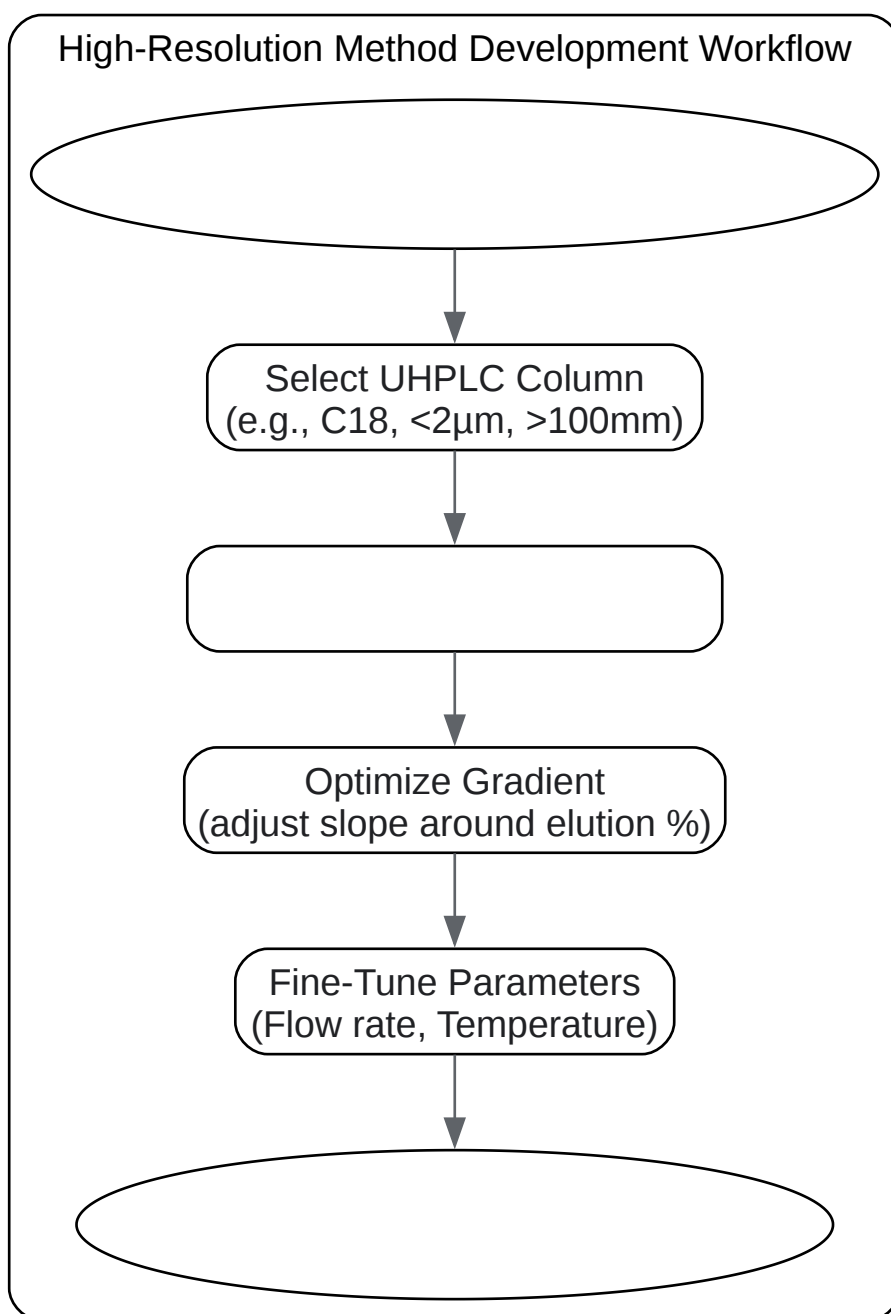 High-Resolution Method Development Workflow
Select UHPLC Column
(e.g., C18, <2µm, >100mm)
Optimize Gradient
(adjust slope around elution %)
Fine-Tune Parameters
(Flow rate, Temperature)